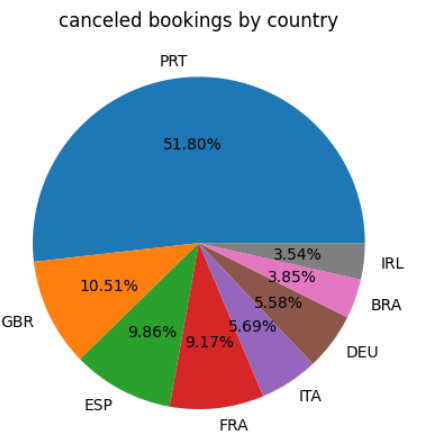 canceled bookings by country
PRT
51.80%
GBR
10.51%
ESP
9.86%
FRA
9.17%
ITA
5.69%
DEU
5.58%
BRA
3.85%
IRL
3.54%